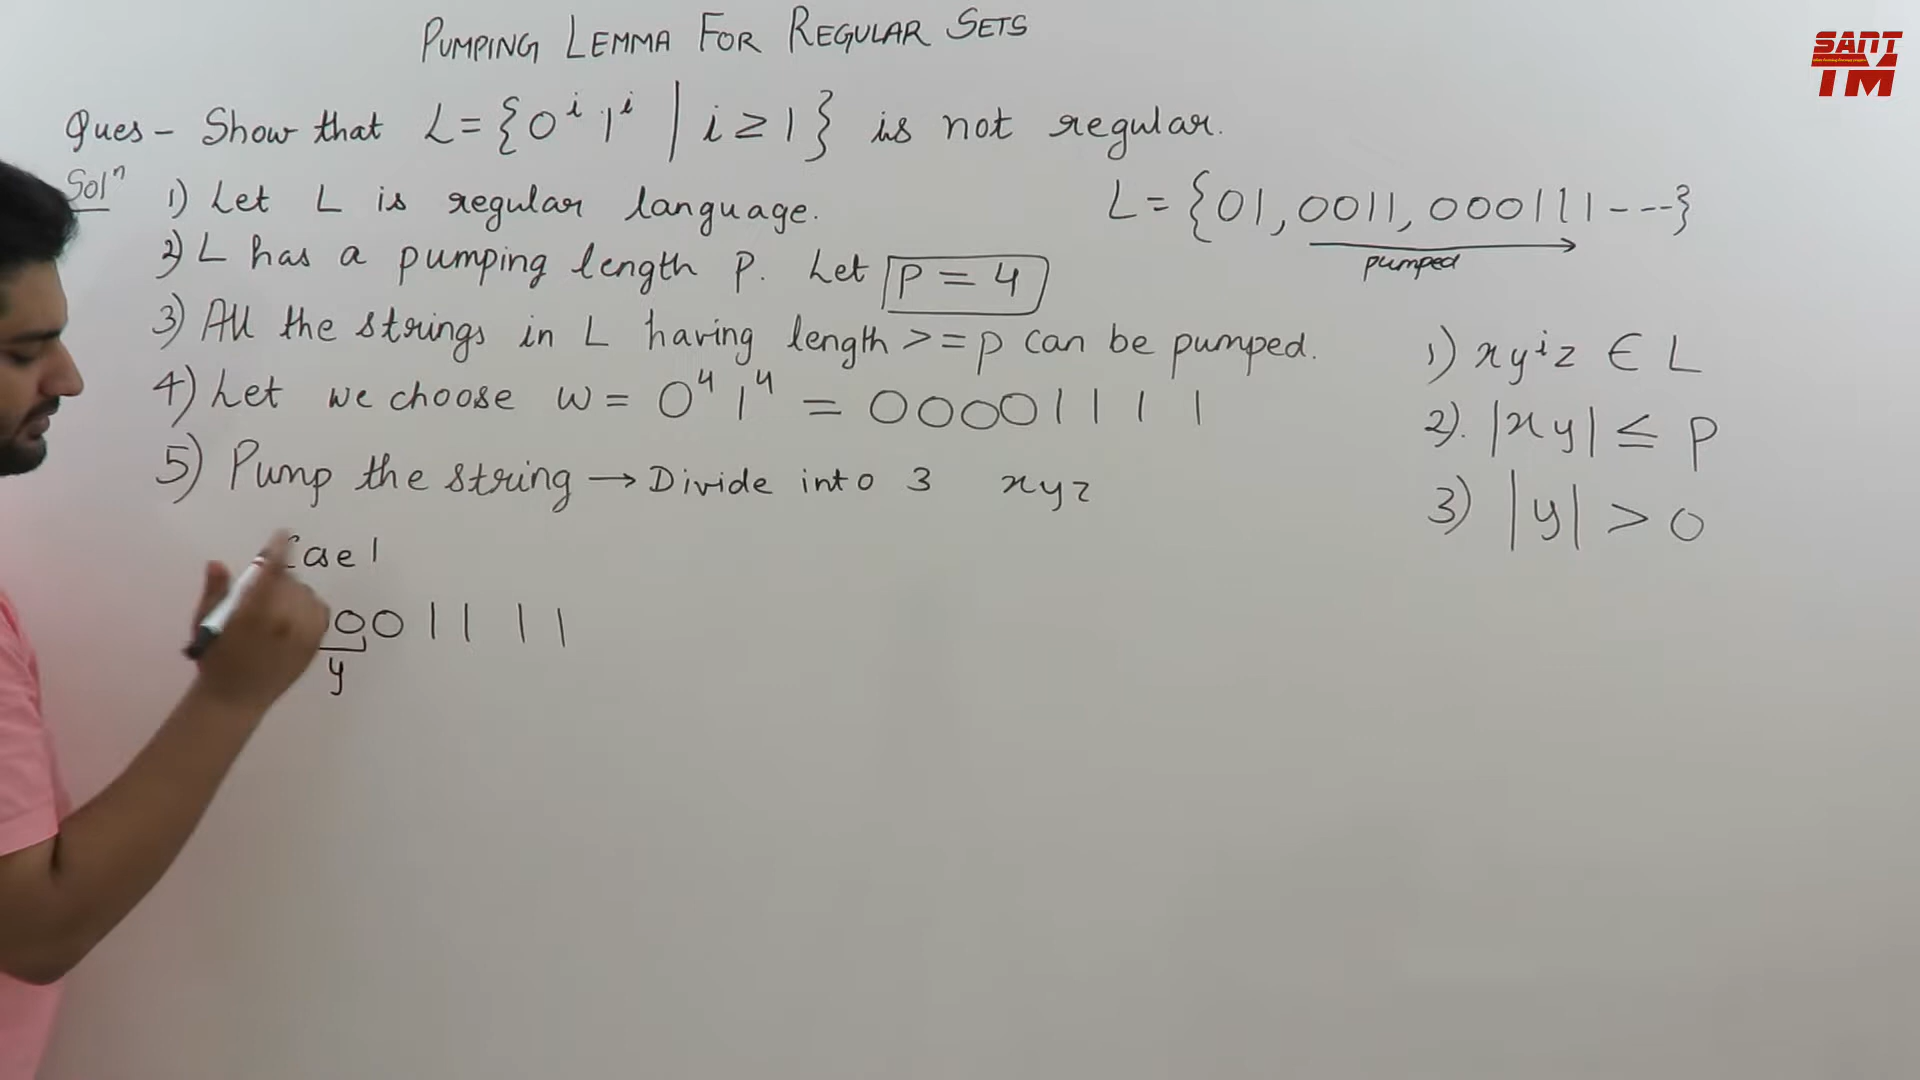 PUMPING LEMMA FOR REGULAR SETS
SANT
TM
Ques - Show that L = {0^i 1^i | i ≥ 1} is not regular.
Sol^n
1) Let L is regular language.
L = {01, 0011, 000111 ----}
pumped
2) L has a pumping length P. Let P = 4
3) All the strings in L having length >= p can be pumped.
4) Let we choose w = 0^4 1^4 = 00001111
5) Pump the string → Divide into 3 xyz
1) xy^iz ∈ L
2). |xy| ≤ P
3) |y| > 0
Case 1
001111
y